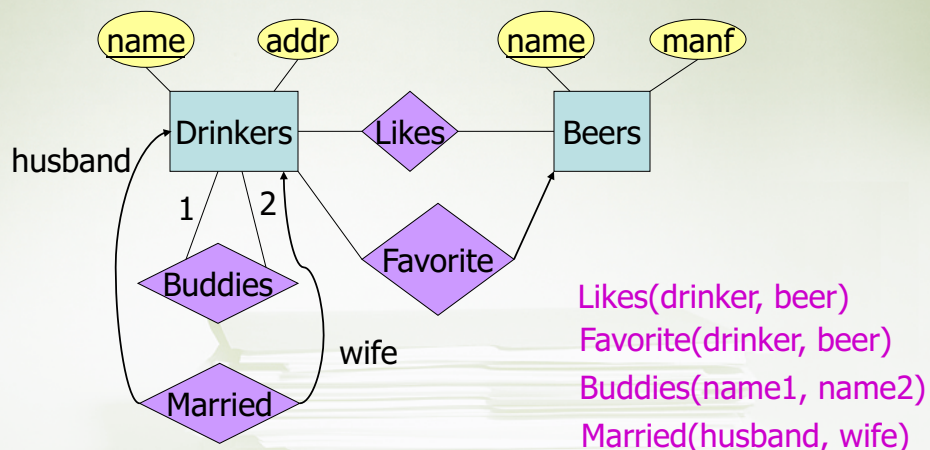 name
addr
name
manf
Drinkers
Likes
Beers
husband
1
2
Buddies
Favorite
Likes(drinker, beer)
Favorite(drinker, beer)
wife
Buddies(name1, name2)
Married
Married(husband, wife)